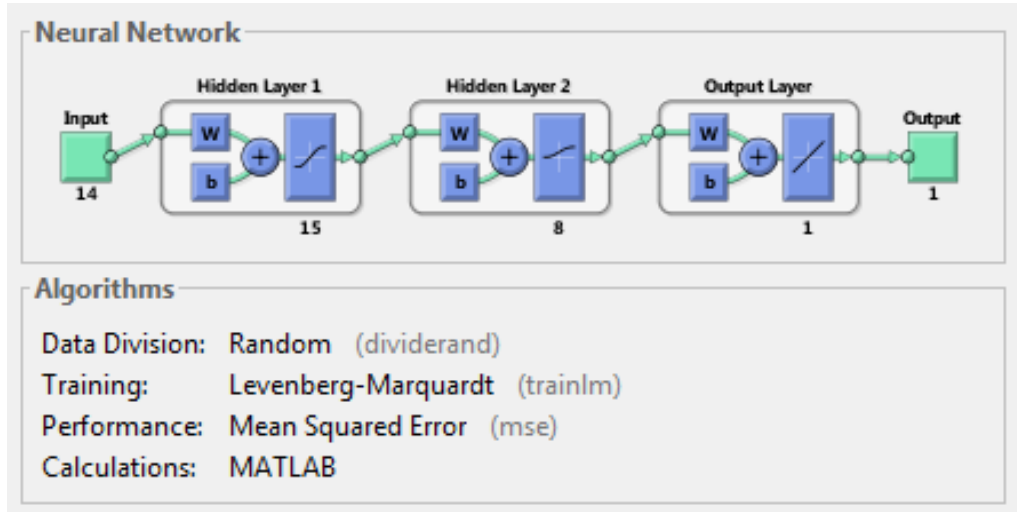 Neural Network
Hidden Layer 1 Hidden Layer 2 Output Layer
Input Output
W W W
+ + +
b b b
14 1
15 8 1
Algorithms
Data Division: Random (dividerand)
Training: Levenberg-Marquardt (trainlm)
Performance: Mean Squared Error (mse)
Calculations: MATLAB